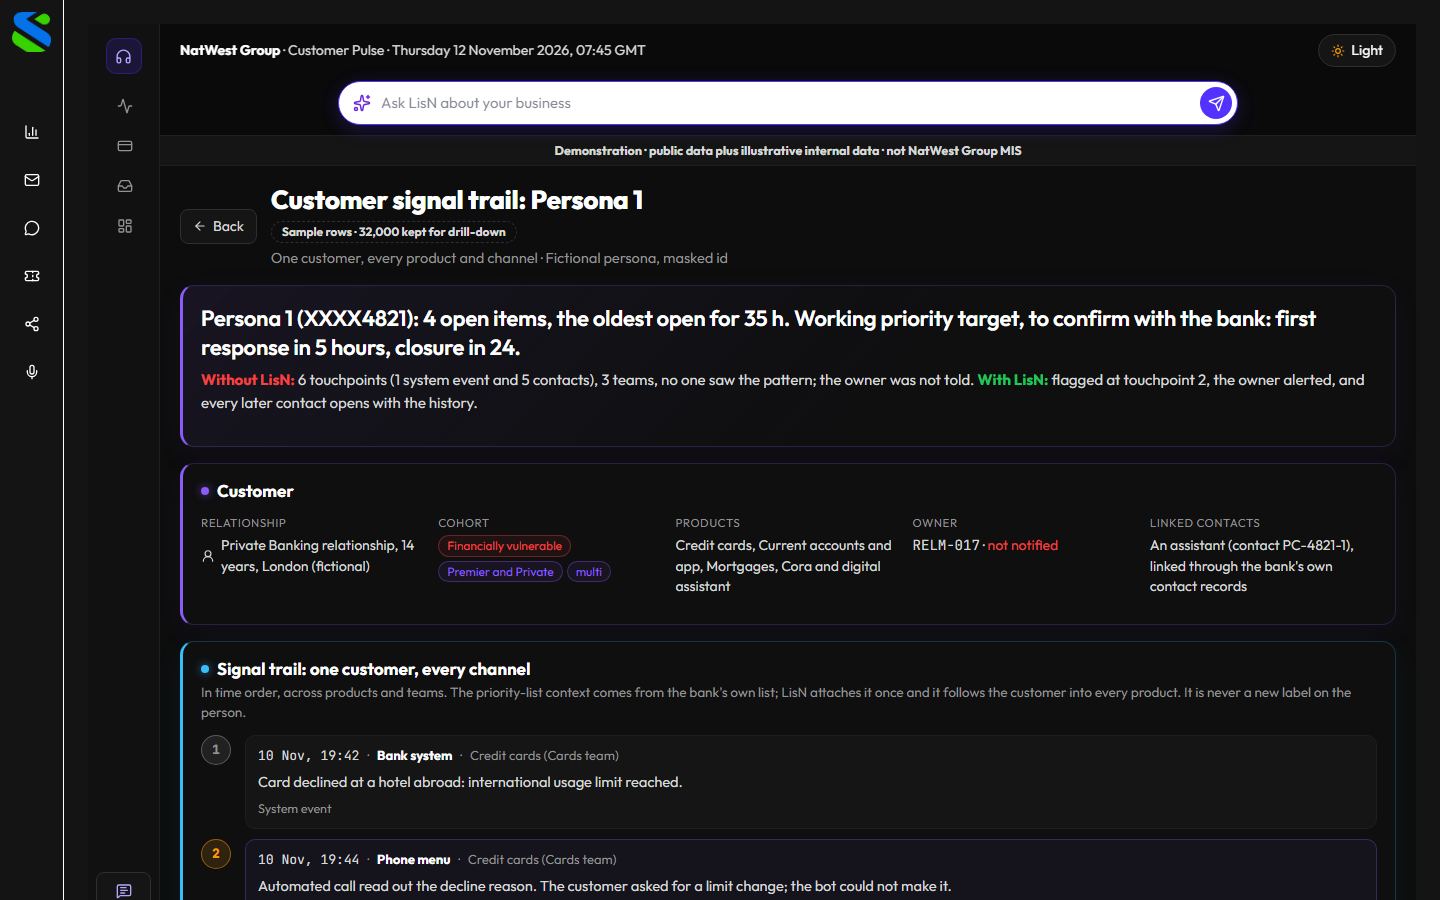 NatWest Group · Customer Pulse · Thursday 12 November 2026, 07:45 GMT
Light
Ask LisN about your business
Demonstration · public data plus illustrative internal data · not NatWest Group MIS
Back
Customer signal trail: Persona 1
Sample rows · 32,000 kept for drill-down
One customer, every product and channel · Fictional persona, masked id
Persona 1 (XXXX4821): 4 open items, the oldest open for 35 h. Working priority target, to confirm with the bank: first
response in 5 hours, closure in 24.
Without LisN: 6 touchpoints (1 system event and 5 contacts), 3 teams, no one saw the pattern; the owner was not told. With LisN: flagged at touchpoint 2, the owner alerted, and
every later contact opens with the history.
Customer
RELATIONSHIP
Private Banking relationship, 14
years, London (fictional)
COHORT
Financially vulnerable
Premier and Private
multi
PRODUCTS
Credit cards, Current accounts and
app, Mortgages, Cora and digital
assistant
OWNER
RELM-017 · not notified
LINKED CONTACTS
An assistant (contact PC-4821-1),
linked through the bank's own
contact records
Signal trail: one customer, every channel
In time order, across products and teams. The priority-list context comes from the bank's own list; LisN attaches it once and it follows the customer into every product. It is never a new label on the
person.
1
10 Nov, 19:42 · Bank system · Credit cards (Cards team)
Card declined at a hotel abroad: international usage limit reached.
System event
2
10 Nov, 19:44 · Phone menu · Credit cards (Cards team)
Automated call read out the decline reason. The customer asked for a limit change; the bot could not make it.